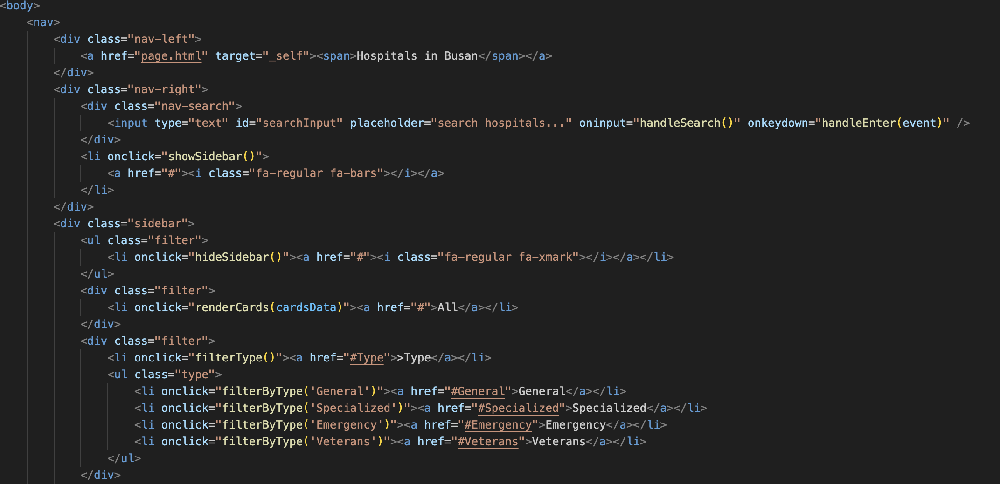 <body>
<nav>
<div class="nav-left">
<a href="page.html" target="_self"><span>Hospitals in Busan</span></a>
</div>
<div class="nav-right">
<div class="nav-search">
<input type="text" id="searchInput" placeholder="search hospitals..." oninput="handleSearch()" onkeydown="handleEnter(event)" />
</div>
<li onclick="showSidebar()">
<a href="#"><i class="fa-regular fa-bars"></i></a>
</li>
</div>
<div class="sidebar">
<ul class="filter">
<li onclick="hideSidebar()"><a href="#"><i class="fa-regular fa-xmark"></i></a></li>
</ul>
<div class="filter">
<li onclick="renderCards(cardsData)"><a href="#">All</a></li>
</div>
<div class="filter">
<li onclick="filterType()"><a href="#Type">>Type</a></li>
<ul class="type">
<li onclick="filterByType('General')"><a href="#General">General</a></li>
<li onclick="filterByType('Specialized')"><a href="#Specialized">Specialized</a></li>
<li onclick="filterByType('Emergency')"><a href="#Emergency">Emergency</a></li>
<li onclick="filterByType('Veterans')"><a href="#Veterans">Veterans</a></li>
</ul>
</div>